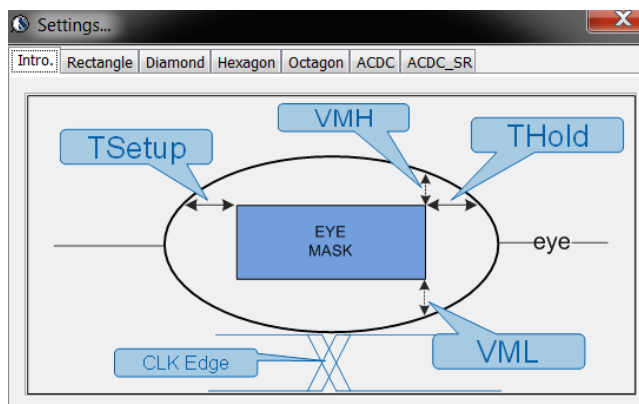 Settings...
Intro. Rectangle Diamond Hexagon Octagon ACDC ACDC_SR
VMH
TSetup
THold
EYE
MASK
eye
CLK Edge
VML